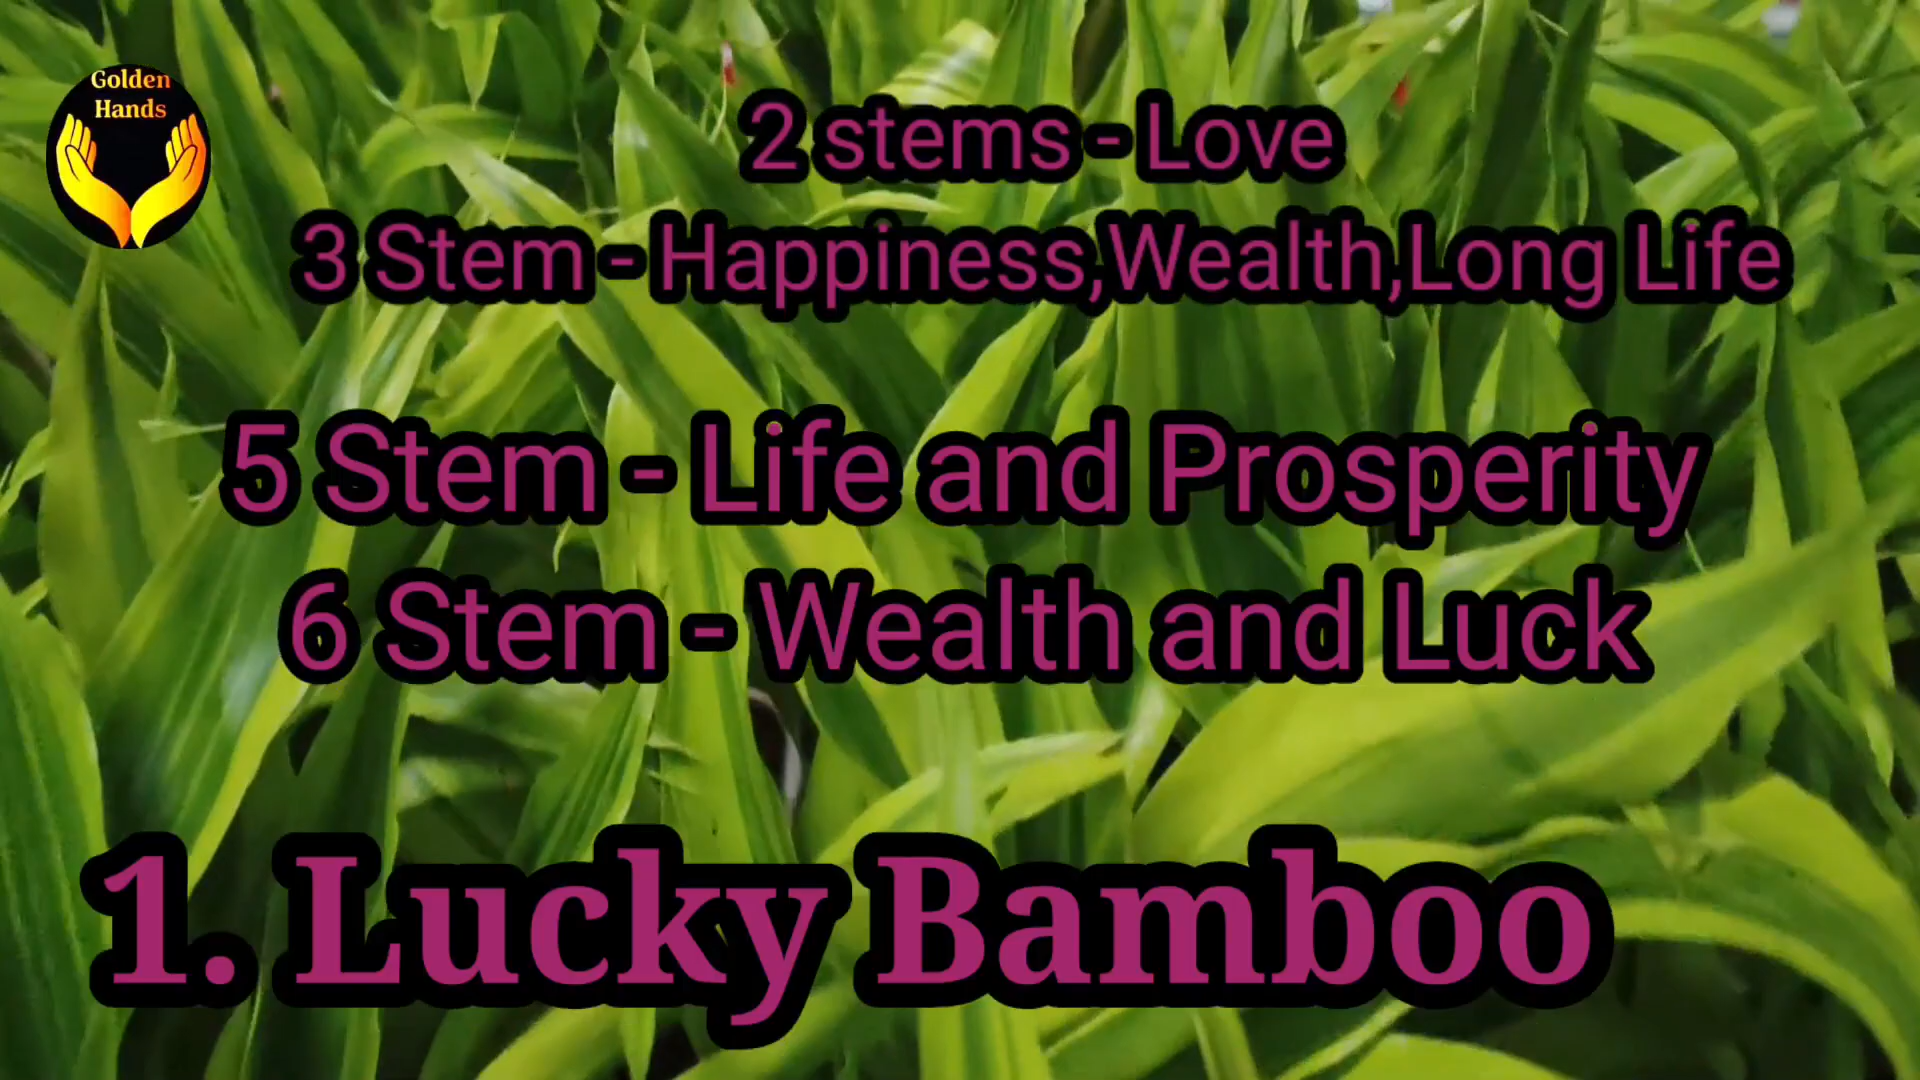 Golden
Hands
2 stems - Love
3 Stem - Happiness,Wealth,Long Life
5 Stem - Life and Prosperity
6 Stem - Wealth and Luck
1. Lucky Bamboo